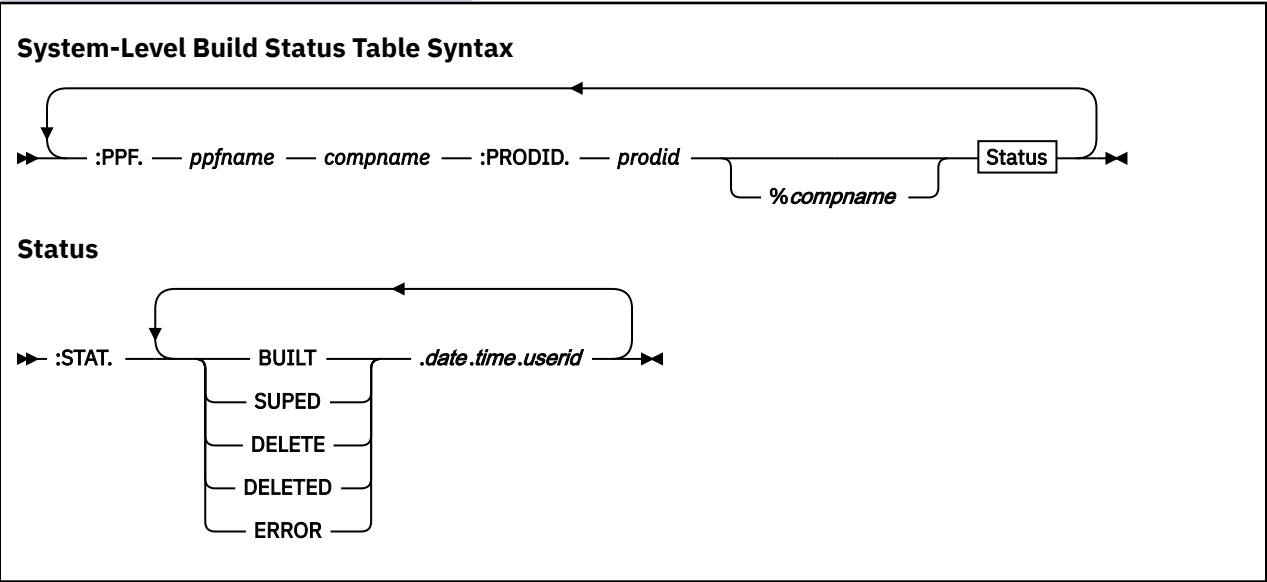 System-Level Build Status Table Syntax
:PPF. ppfname compname :PRODID. prodid Status
%compname
Status
:STAT. BUILT .date.time.userid
SUPED
DELETE
DELETED
ERROR